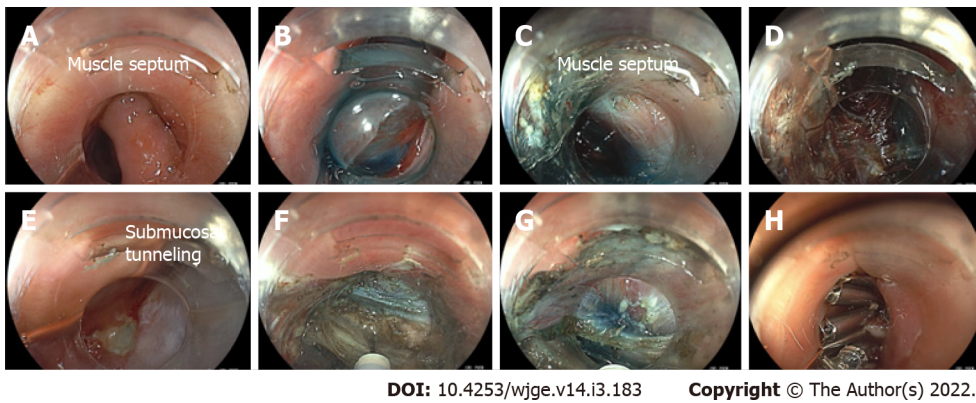 A
Muscle septum
B
C
Muscle septum
D
E
Submucosal
tunneling
F
G
H
DOI: 10.4253/wjge.v14.i3.183 Copyright © The Author(s) 2022.